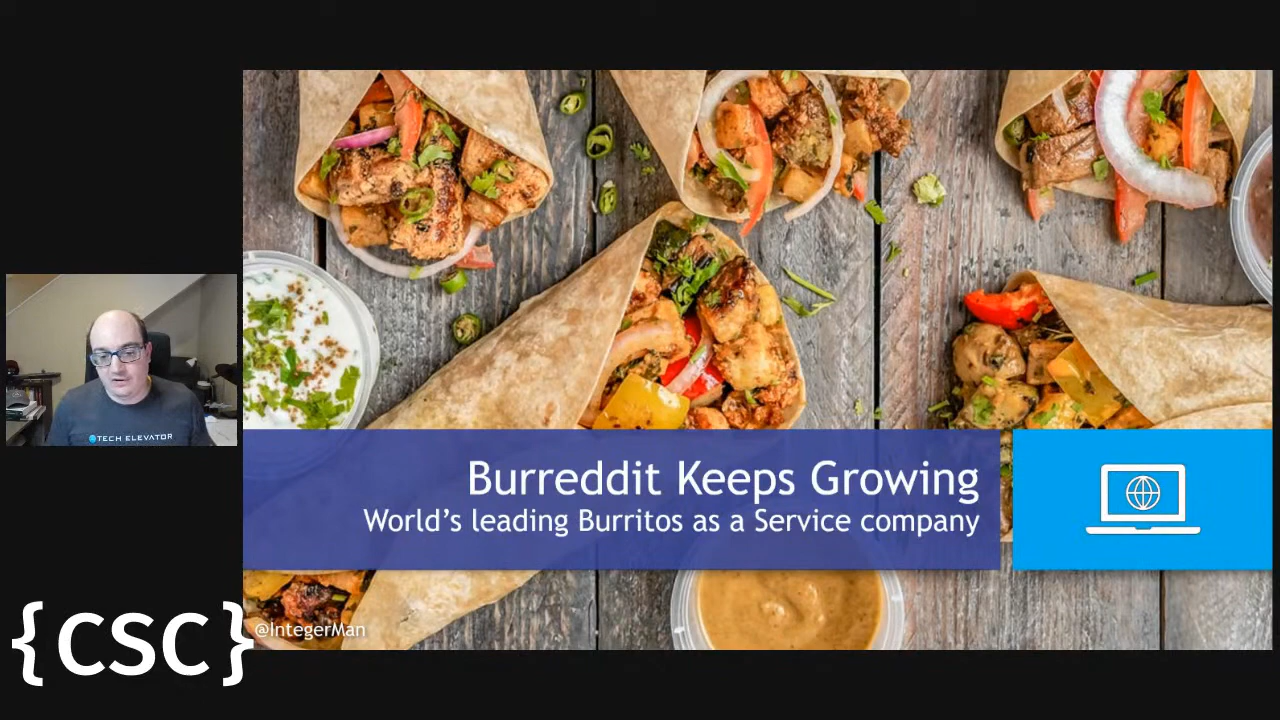 TECH ELEVATOR
Burreddit Keeps Growing
World's leading Burritos as a Service company
{CSC}
@IntegerMan